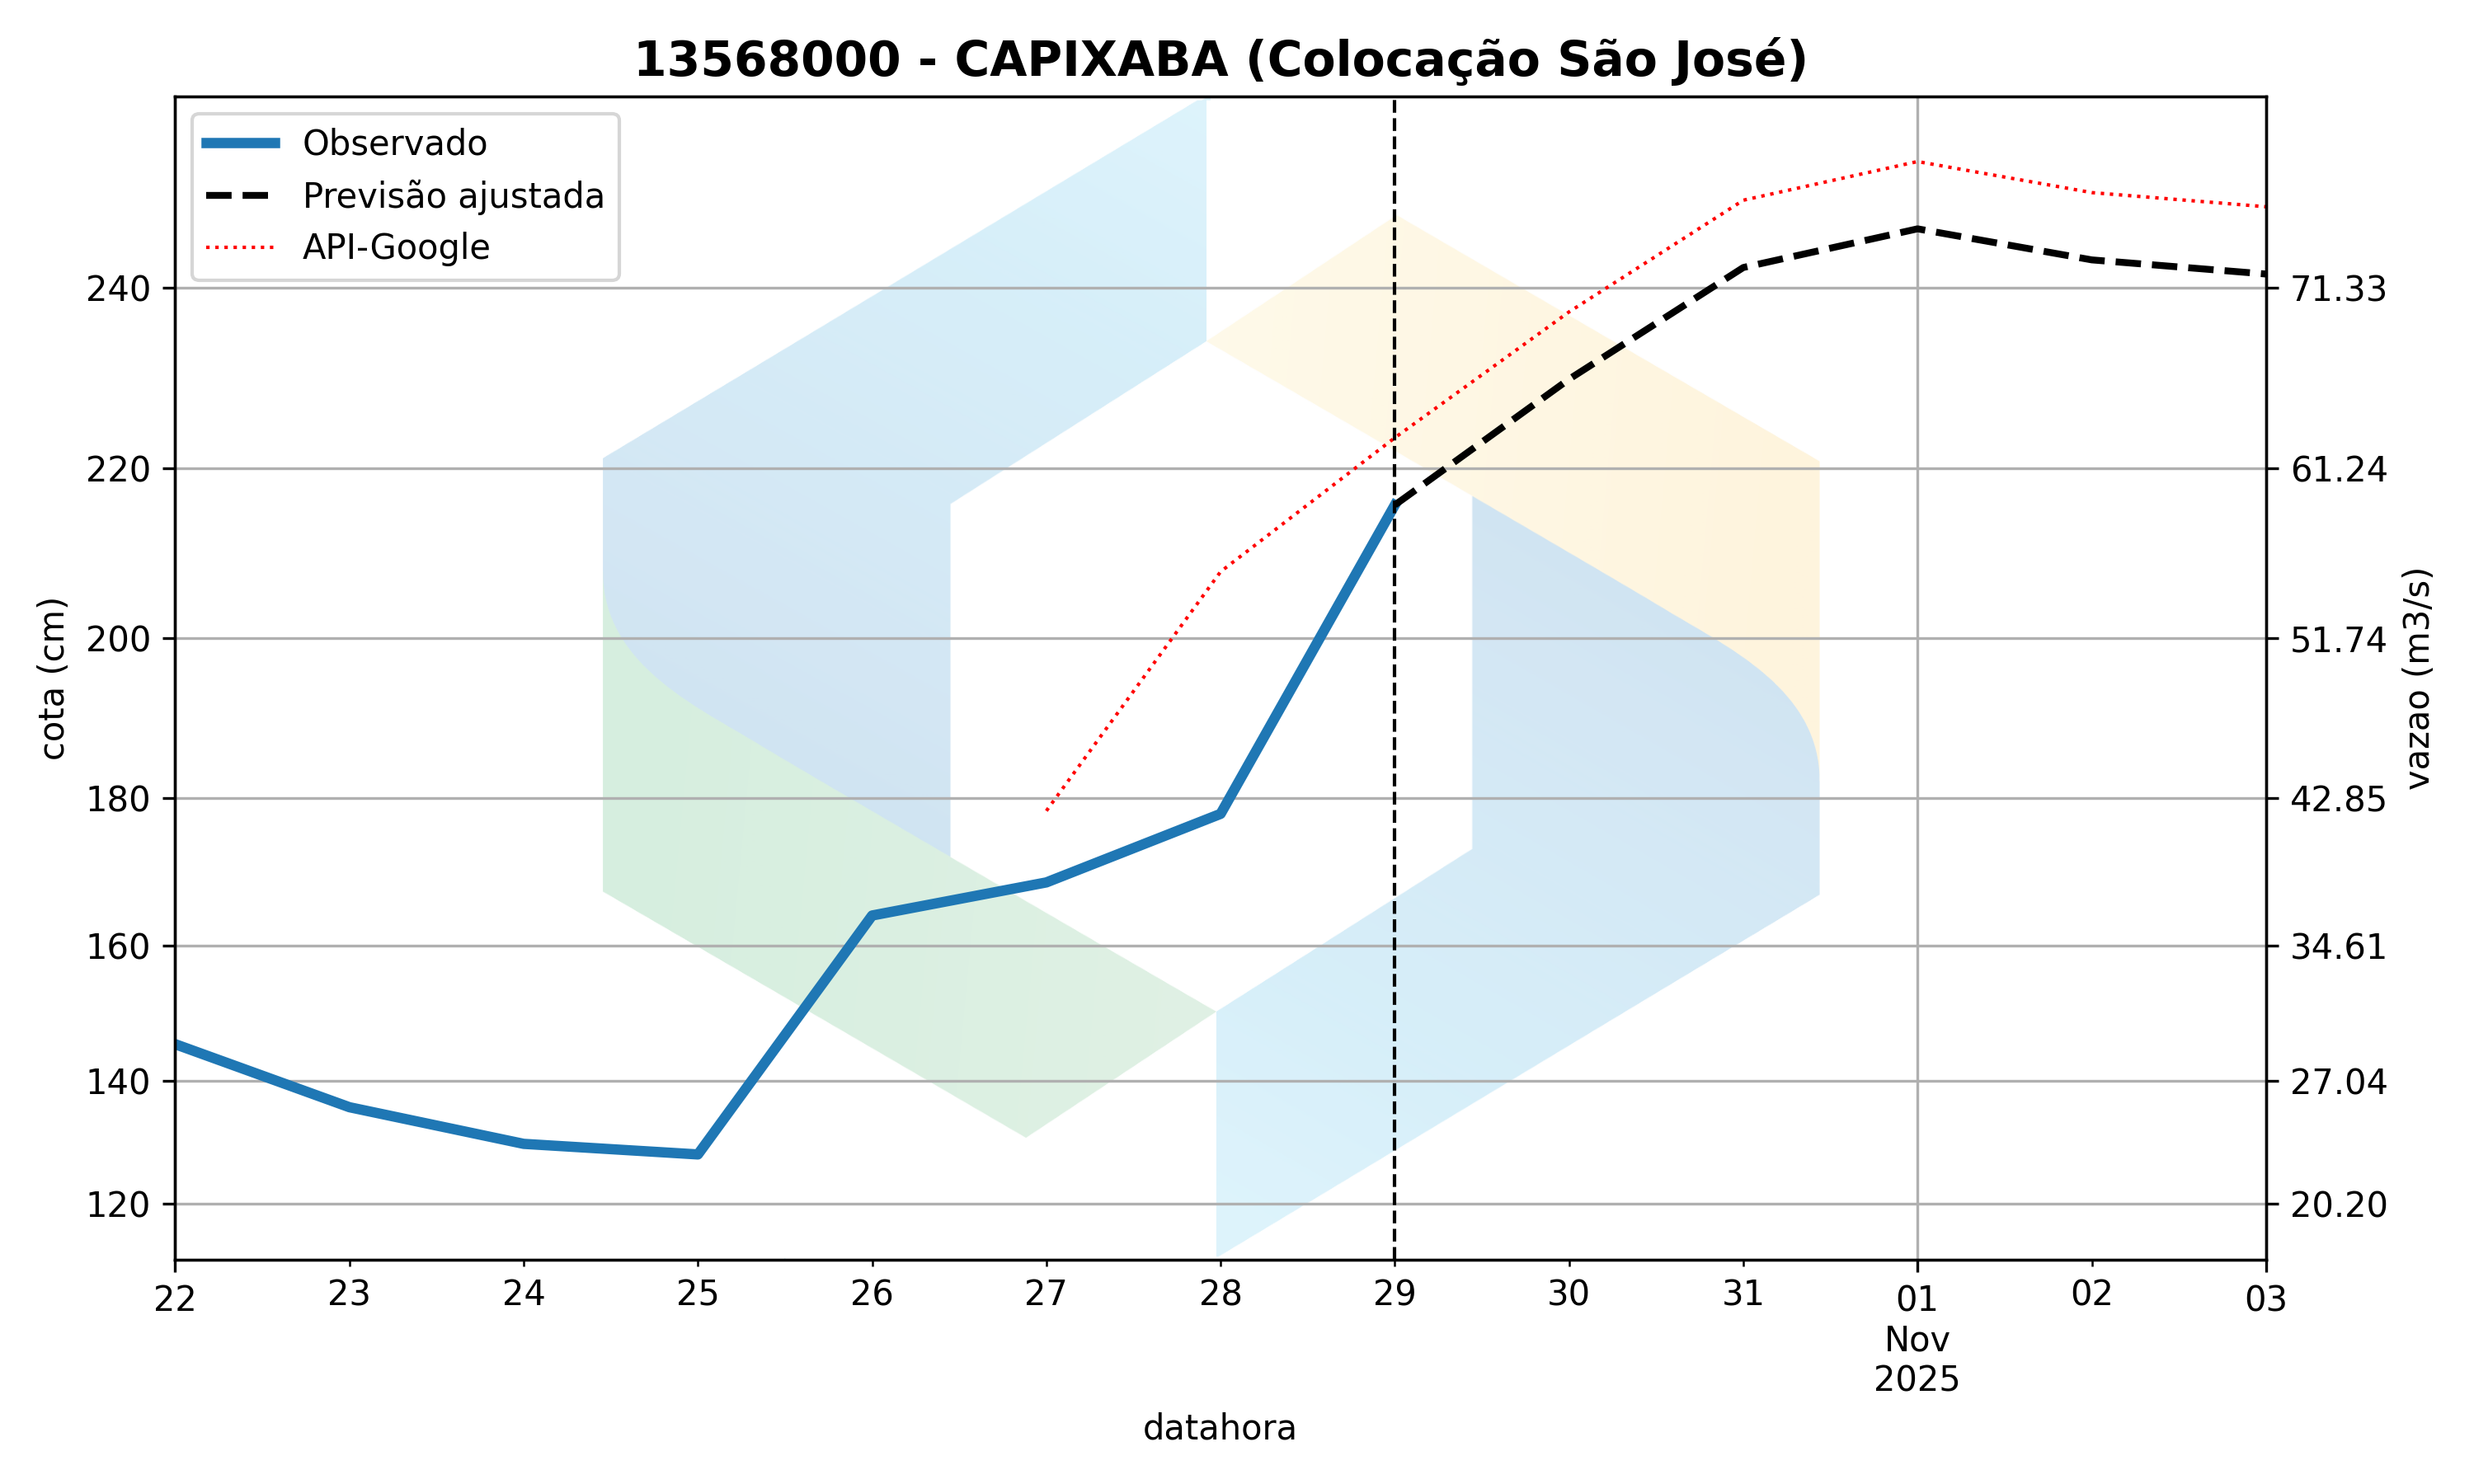 13568000 - CAPIXABA (Colocação São José)
Observado
Previsão ajustada
API-Google
240
220
200
180
160
140
120
cota (cm)
71.33
61.24
51.74
42.85
34.61
27.04
20.20
vazao (m3/s)
22 23 24 25 26 27 28 29 30 31 01 02 03
Nov
2025
datahora